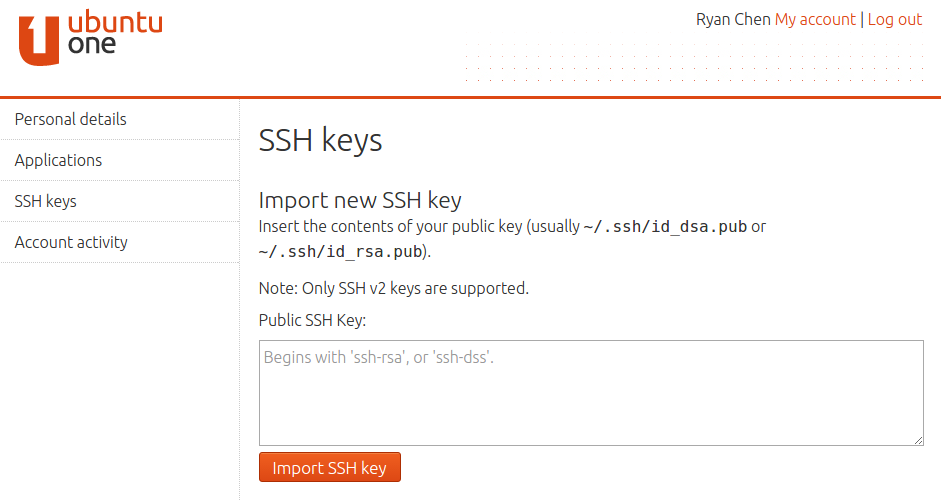 ubuntu
one
Ryan Chen My account | Log out
Personal details
Applications
SSH keys
Account activity
SSH keys
Import new SSH key
Insert the contents of your public key (usually ~/.ssh/id_dsa.pub or
~/.ssh/id_rsa.pub).
Note: Only SSH v2 keys are supported.
Public SSH Key:
Begins with 'ssh-rsa', or 'ssh-dss'.
Import SSH key